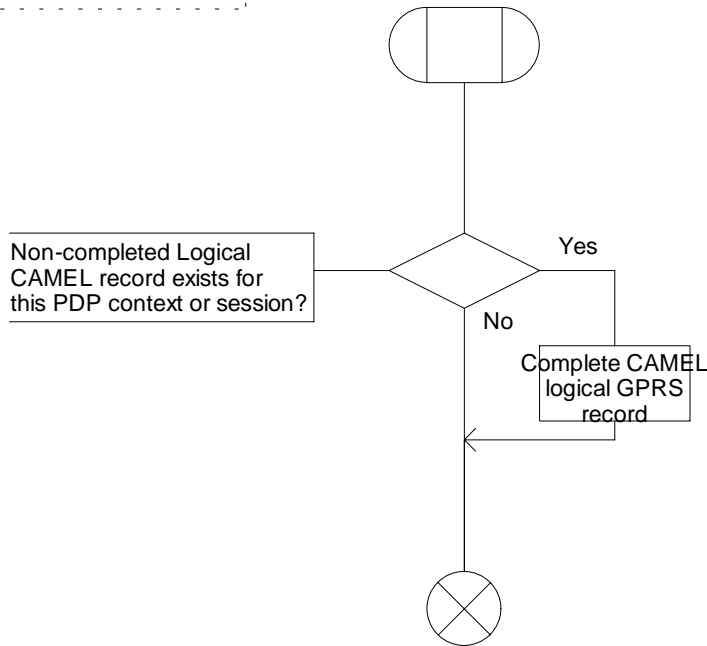 Non-completed Logical
CAMEL record exists for
this PDP context or session?
Yes
No
Complete CAMEL
logical GPRS
record